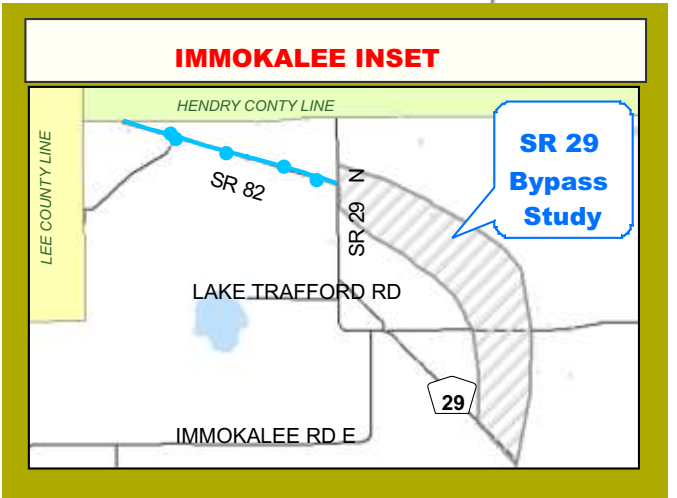 IMMOKALEE INSET
HENDRY CONTY LINE
LEE COUNTY LINE
SR 82
SR 29 N
SR 29
Bypass
Study
LAKE TRAFFORD RD
29
IMMOKALEE RD E